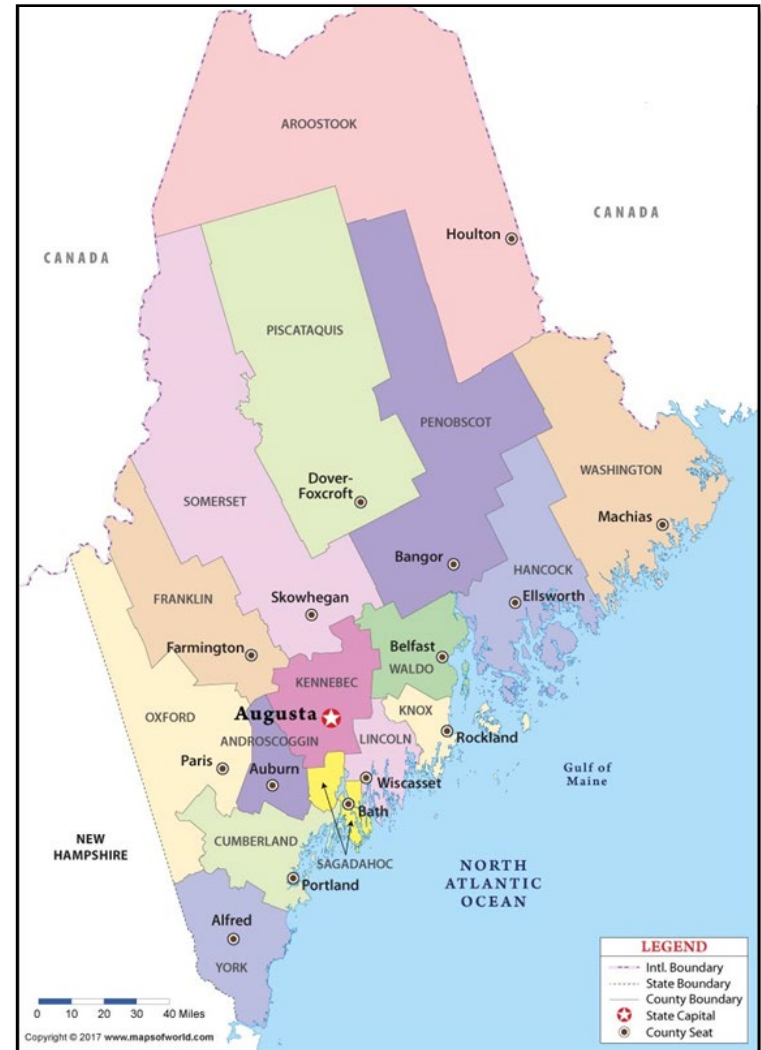 AROOSTOOK
CANADA
Houlton
CANADA
PISCATAQUIS
PENOBSCOT
WASHINGTON
Dover-
Foxcroft
SOMERSET
Machias
Bangor
HANCOCK
Skowhegan
Ellsworth
FRANKLIN
Farmington
Belfast
WALDO
KENNEBEC
KNOX
Augusta
OXFORD
Rockland
ANDROSCOGGIN
LINCOLN
Paris
Auburn
Wiscasset
Gulf of
Maine
Bath
CUMBERLAND
NEW
HAMPSHIRE
SAGADAHOC
NORTH
ATLANTIC
OCEAN
Portland
Alfred
YORK
LEGEND
Intl. Boundary
State Boundary
County Boundary
State Capital
County Seat
0 10 20 30 40 Miles
Copyright © 2017 www.mapsofworld.com